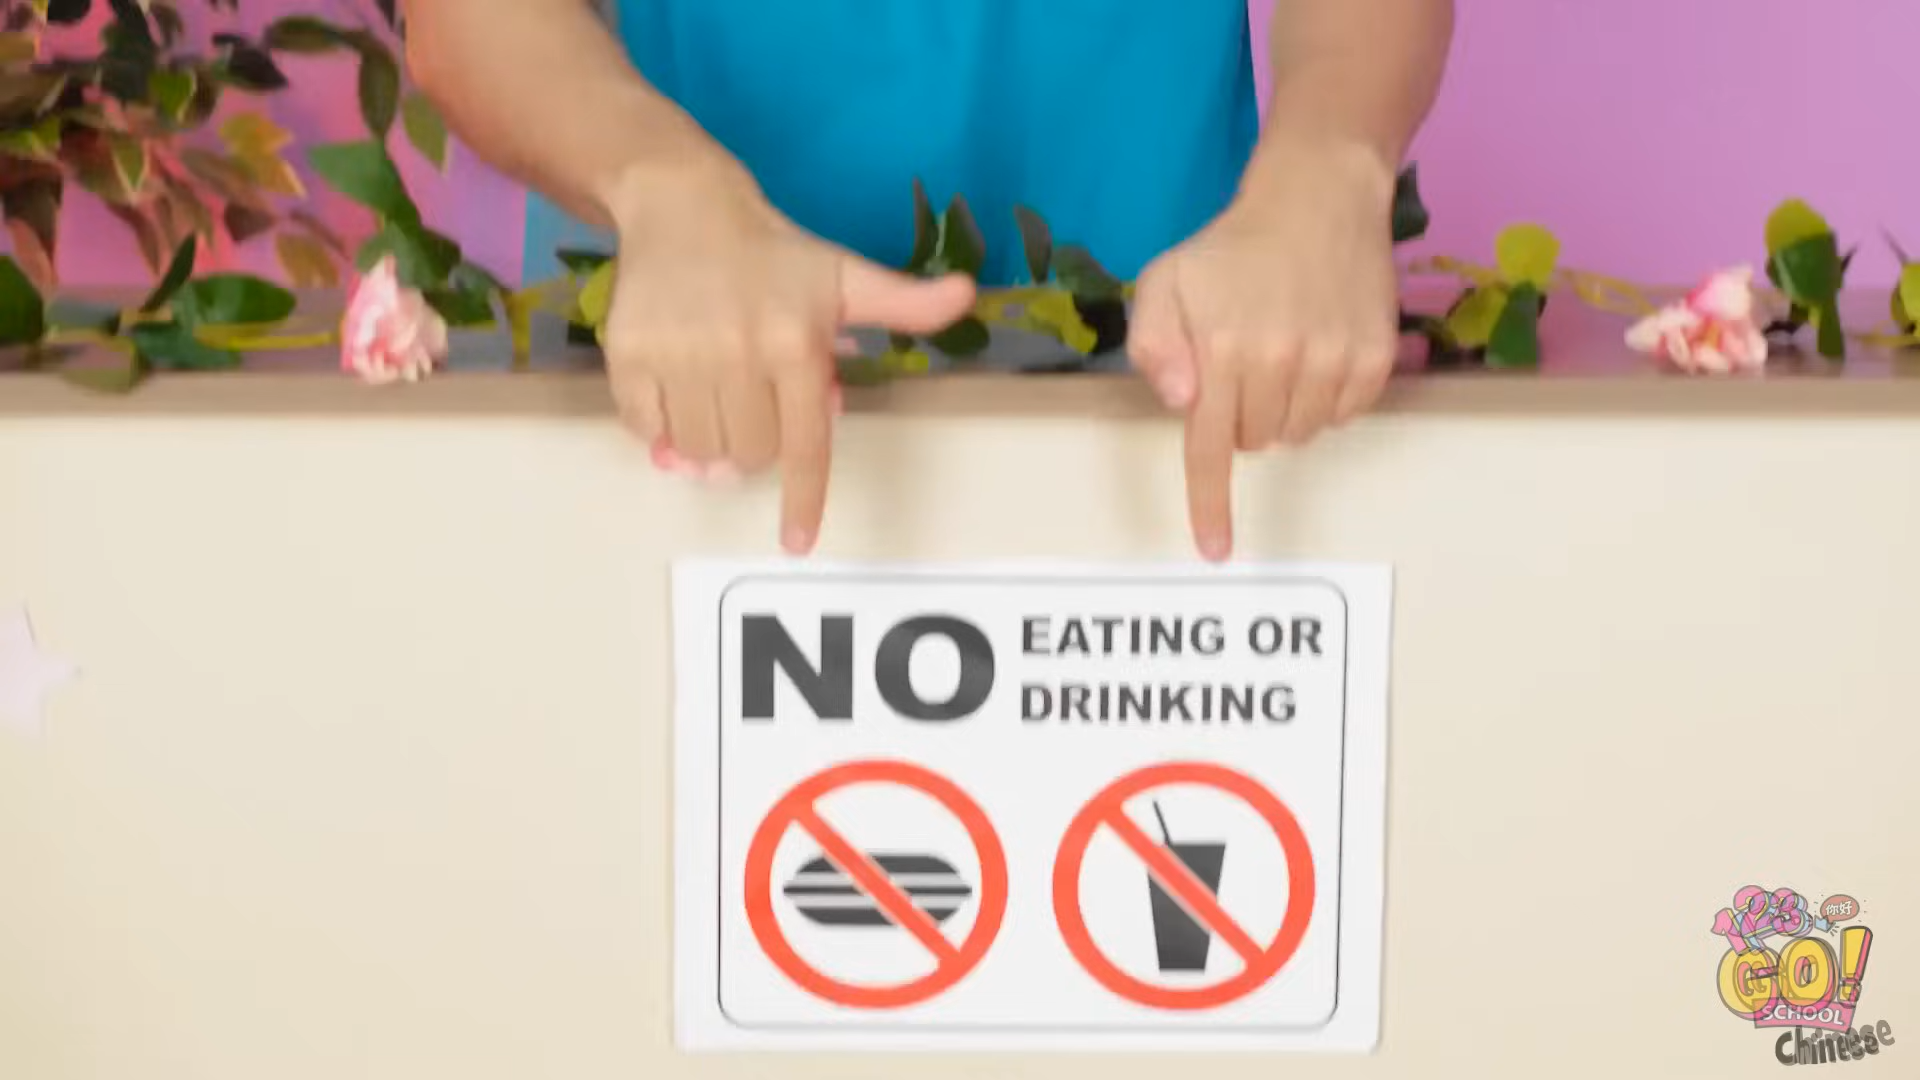 NO EATING OR
DRINKING
123
你好
GO!
SCHOOL
Chinese